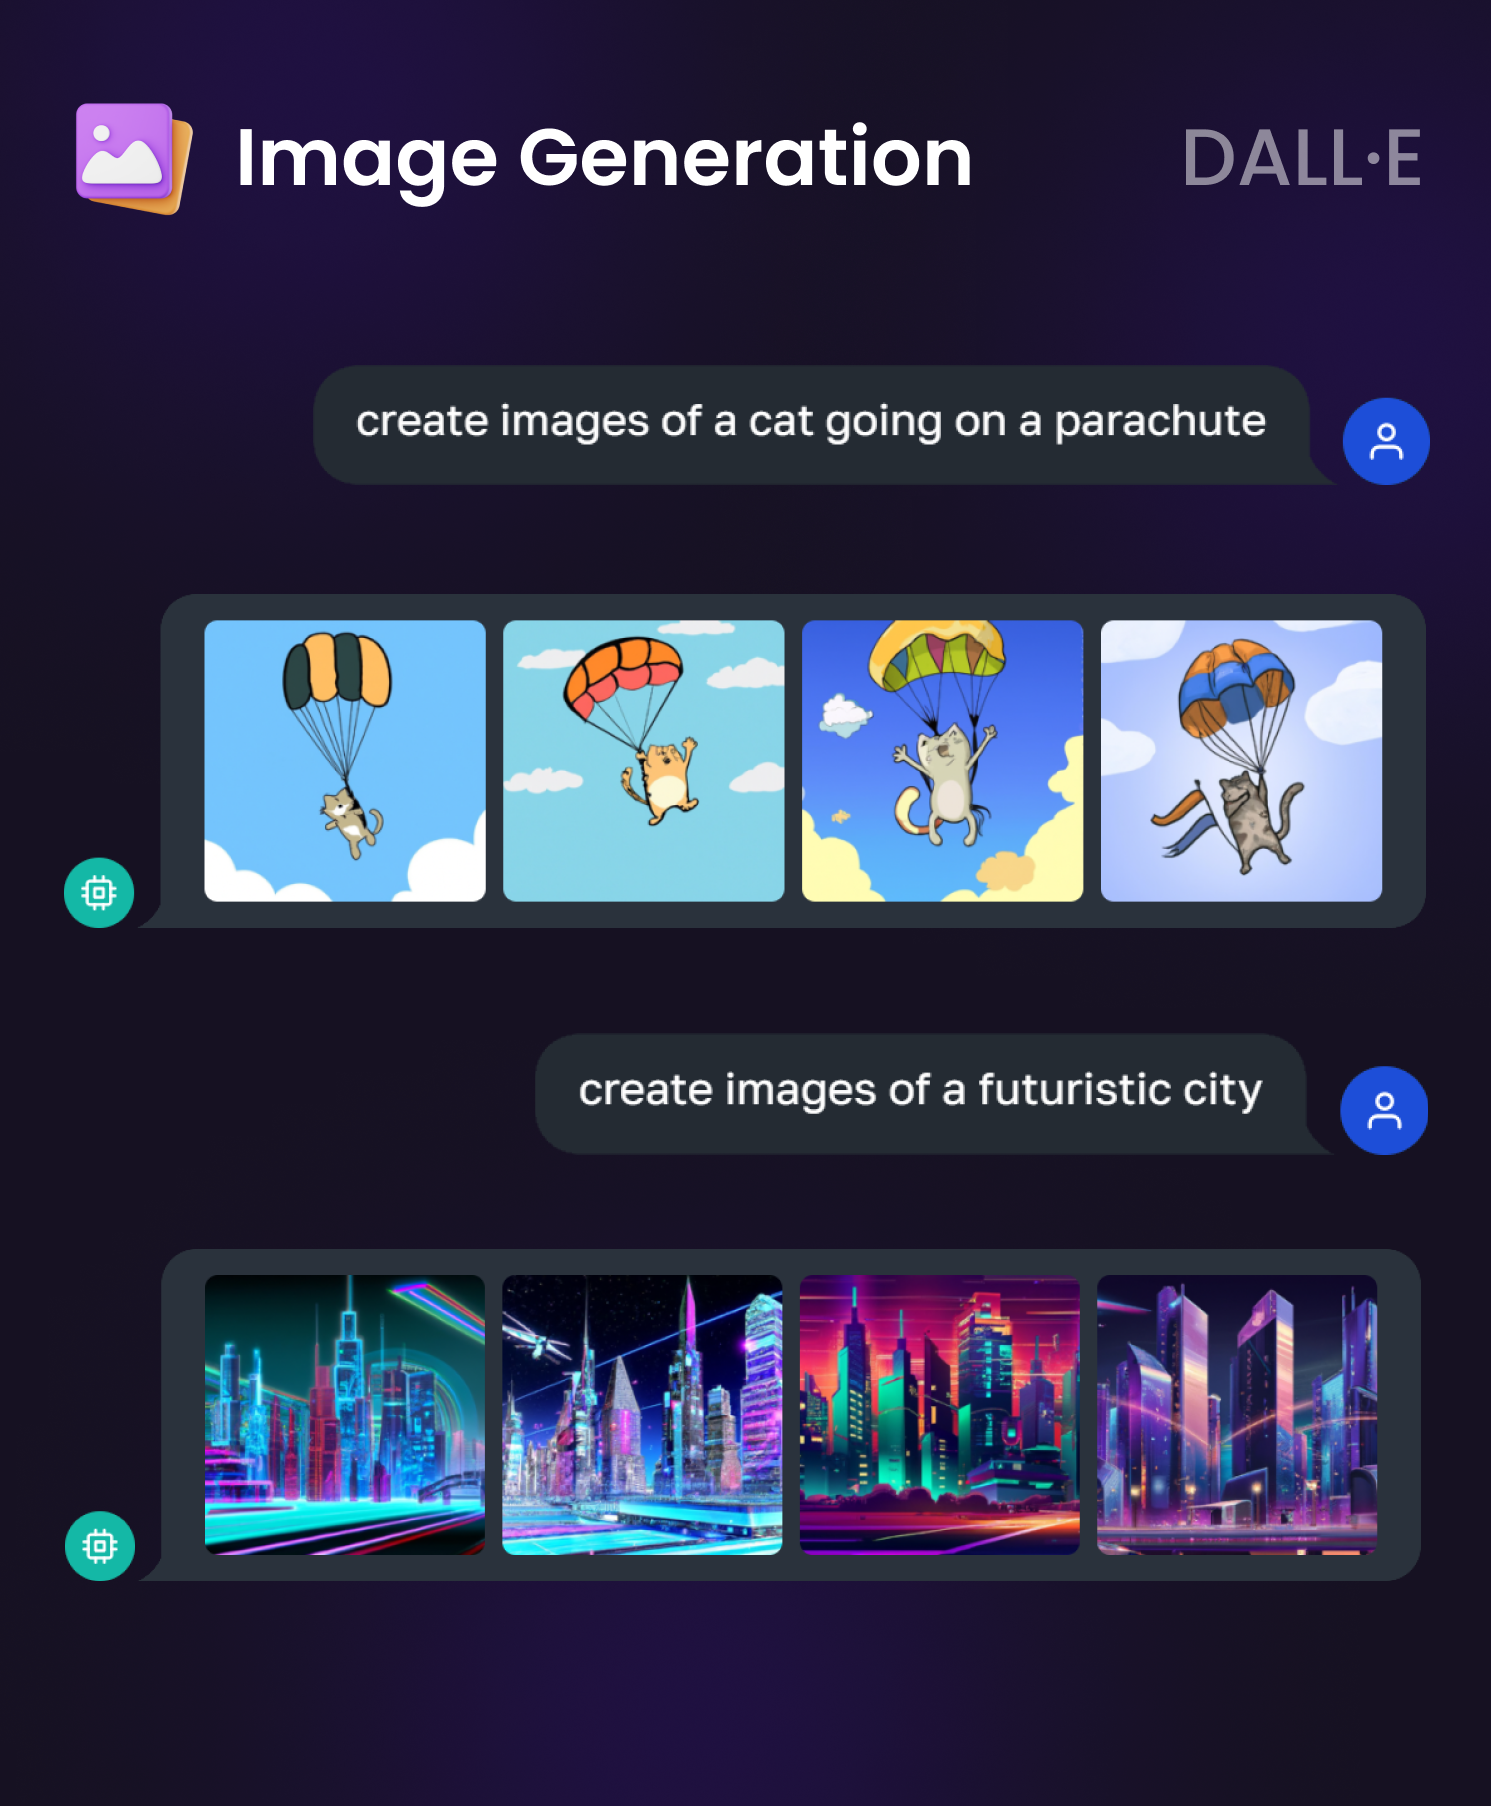 Image Generation
DALL·E
create images of a cat going on a parachute
create images of a futuristic city